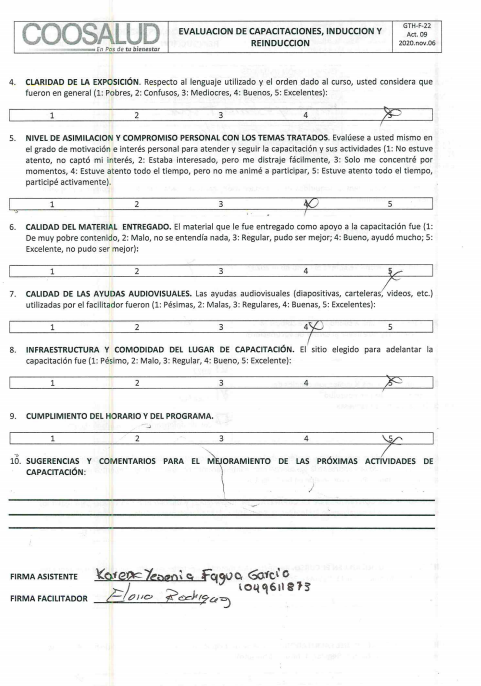 COOSALUD
En Pos de tu bienestar
EVALUACION DE CAPACITACIONES, INDUCCION Y
REINDUCCION
GTH-F-22
Act. 09
2020.nov.06
4. CLARIDAD DE LA EXPOSICIÓN. Respecto al lenguaje utilizado y el orden dado al curso, usted considera que
fueron en general (1: Pobres, 2: Confusos, 3: Mediocres, 4: Buenos, 5: Excelentes):
1 2 3 4 5
5. NIVEL DE ASIMILACION Y COMPROMISO PERSONAL CON LOS TEMAS TRATADOS. Evalúese a usted mismo en
el grado de motivación e interés personal para atender y seguir la capacitación y sus actividades (1: No estuve
atento, no captó mi interés, 2: Estaba interesado, pero me distraje fácilmente, 3: Solo me concentré por
momentos, 4: Estuve atento todo el tiempo, pero no me animé a participar, 5: Estuve atento todo el tiempo,
participé activamente).
1 2 3 4 5
6. CALIDAD DEL MATERIAL ENTREGADO. El material que le fue entregado como apoyo a la capacitación fue (1:
De muy pobre contenido, 2: Malo, no se entendía nada, 3: Regular, pudo ser mejor; 4: Bueno, ayudó mucho; 5:
Excelente, no pudo ser mejor):
1 2 3 4 5
7. CALIDAD DE LAS AYUDAS AUDIOVISUALES. Las ayudas audiovisuales (diapositivas, carteleras, videos, etc.)
utilizadas por el facilitador fueron (1: Pésimas, 2: Malas, 3: Regulares, 4: Buenas, 5: Excelentes):
1 2 3 4 5
8. INFRAESTRUCTURA Y COMODIDAD DEL LUGAR DE CAPACITACIÓN. El sitio elegido para adelantar la
capacitación fue (1: Pésimo, 2: Malo, 3: Regular, 4: Bueno, 5: Excelente):
1 2 3 4 5
9. CUMPLIMIENTO DEL HORARIO Y DEL PROGRAMA.
1 2 3 4 5
10. SUGERENCIAS Y COMENTARIOS PARA EL MEJORAMIENTO DE LAS PRÓXIMAS ACTIVIDADES DE
CAPACITACIÓN:
FIRMA ASISTENTE Karen Yesenia Fagua Garcia
1049611873
FIRMA FACILITADOR Rodriguez